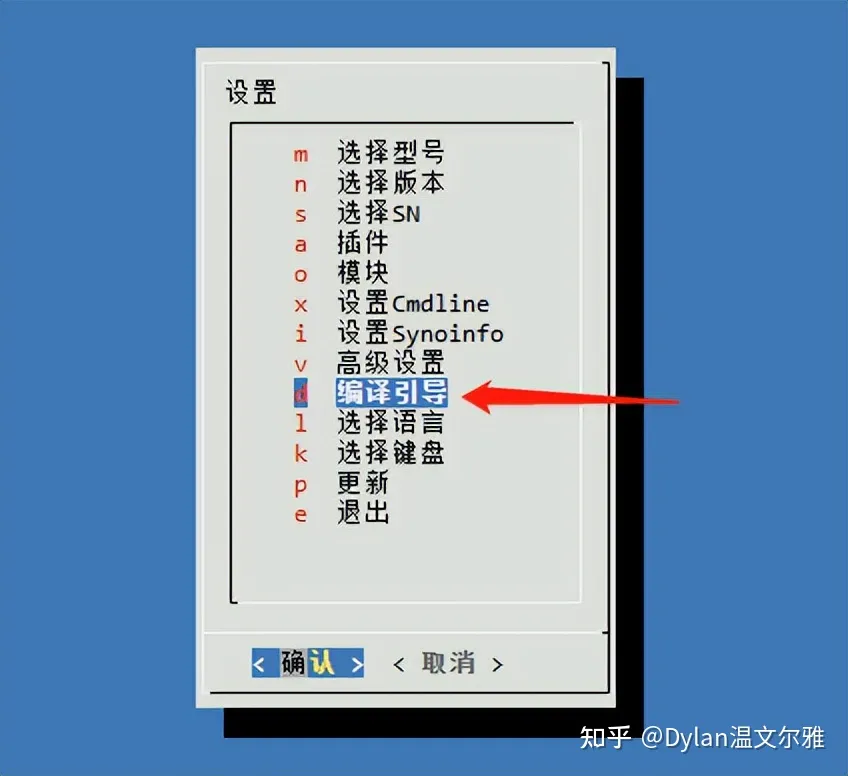 设置
m 选择型号
n 选择版本
s 选择SN
a 插件
o 模块
x 设置Cmdline
i 设置Synoinfo
v 高级设置
d 编译引导
l 选择语言
k 选择键盘
p 更新
e 退出
< 确认 > < 取消 >
知乎 @Dylan温文尔雅